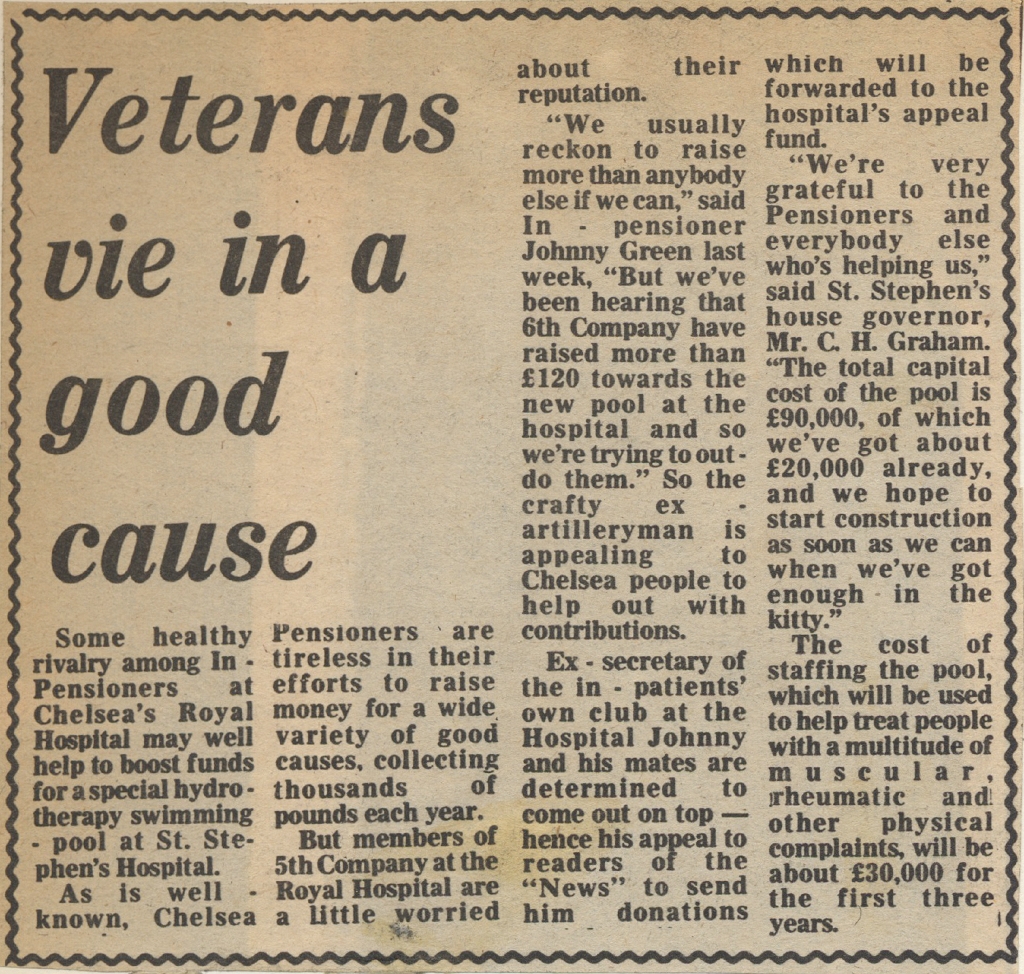 Veterans
vie in a
good
cause
Some healthy
rivalry among In -
Pensioners at
Chelsea's Royal
Hospital may well
help to boost funds
for a special hydro-
therapy swimming
- pool at St. Ste-
phen's Hospital.
As is well -
known, Chelsea
Pensioners are
tireless in their
efforts to raise
money for a wide
variety of good
causes, collecting
thousands of
pounds each year.
But members of
5th Company at the
Royal Hospital are
a little worried
about their
reputation.
"We usually
reckon to raise
more than anybody
else if we can," said
In - pensioner
Johnny Green last
week, "But we've
been hearing that
6th Company have
raised more than
£120 towards the
new pool at the
hospital and so
we're trying to out -
do them." So the
crafty ex -
artilleryman is
appealing to
Chelsea people to
help out with
contributions.
Ex - secretary of
the in - patients'
own club at the
Hospital Johnny
and his mates are
determined to
come out on top —
hence his appeal to
readers of the
"News" to send
him donations
which will be
forwarded to the
hospital's appeal
fund.
"We're very
grateful to the
Pensioners and
everybody else
who's helping us,"
said St. Stephen's
house governor,
Mr. C. H. Graham.
"The total capital
cost of the pool is
£90,000, of which
we've got about
£20,000 already,
and we hope to
start construction
as soon as we can
when we've got
enough in the
kitty."
The cost of
staffing the pool,
which will be used
to help treat people
with a multitude of
muscular,
rheumatic and
other physical
complaints, will be
about £30,000 for
the first three
years.